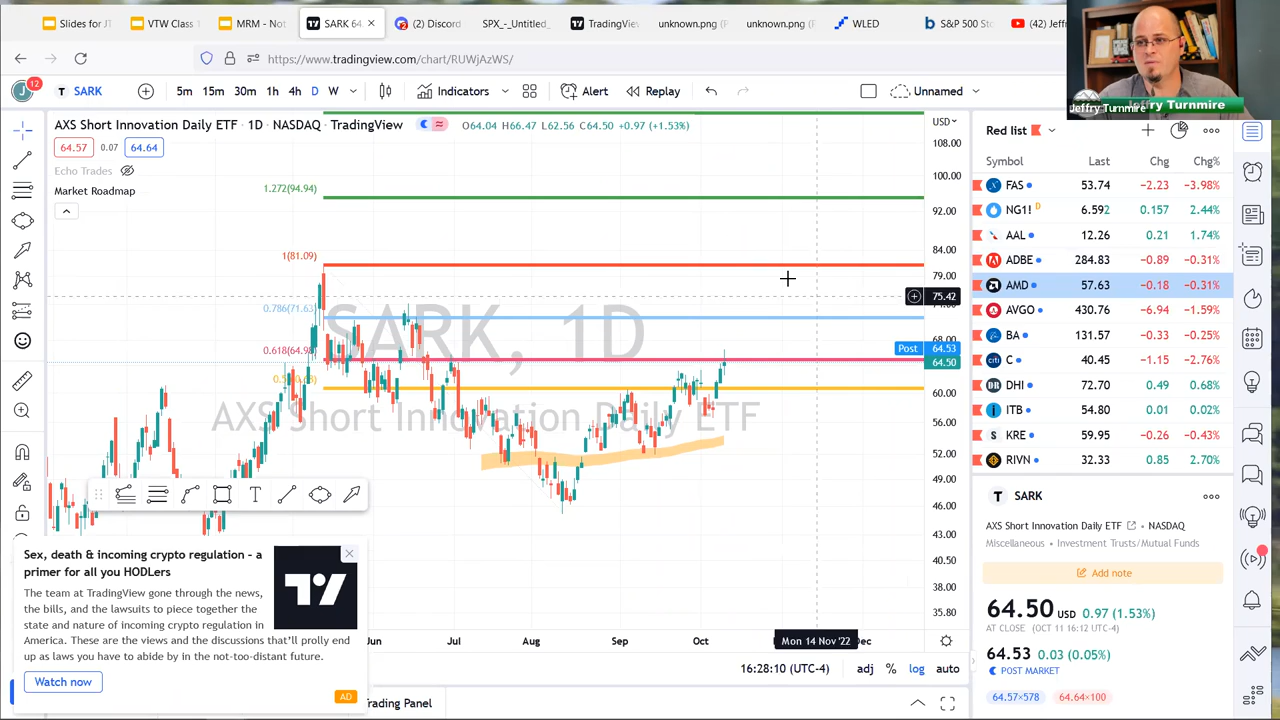 Slides for JT
VTW Class 1
MRM - Not
SARK 64
(2) Discord
SPX_-_Untitled_
TradingView
unknown.png
unknown.png
WLED
S&P 500 St
(42) Jef
https://www.tradingview.com/chart/RUWjAzWS/
Jeffry Turnmire
Jeffry Turnmire
12
SARK
5m
15m
30m
1h
4h
D
W
Indicators
Alert
Replay
Unnamed
AXS Short Innovation Daily ETF · 1D · NASDAQ · TradingView
O64.04 H66.47 L62.56 C64.50 +0.97 (+1.53%)
64.57
0.07
64.64
Echo Trades
Market Roadmap
USD
108.00
100.00
92.00
84.00
79.00
75.42
68.00
Post
64.53
64.50
60.00
56.00
52.00
49.00
46.00
43.00
40.50
38.00
35.80
1.272(94.94)
1(81.09)
0.786(71.63)
0.618(64.98)
SARK, 1D
AXS Short Innovation Daily ETF
Jun
Jul
Aug
Sep
Oct
Mon 14 Nov '22
Dec
16:28:10 (UTC-4)
adj
%
log
auto
Trading Panel
Sex, death & incoming crypto regulation – a
primer for all you HODLers
The team at TradingView gone through the news,
the bills, and the lawsuits to piece together the
state and nature of incoming crypto regulation in
America. These are the views and the discussions that'll prolly end
up as laws you have to abide by in the not-too-distant future.
Watch now
AD
Red list
Symbol Last Chg Chg%
FAS 53.74 −2.23 −3.98%
NG1! D 6.592 0.157 2.44%
AAL 12.26 0.21 1.74%
ADBE 284.83 −0.89 −0.31%
AMD 57.63 −0.18 −0.31%
AVGO 430.76 −6.94 −1.59%
BA 131.57 −0.33 −0.25%
C 40.45 −1.15 −2.76%
DHI 72.70 0.49 0.68%
ITB 54.80 0.01 0.02%
KRE 59.95 −0.26 −0.43%
RIVN 32.33 0.85 2.70%
SARK
AXS Short Innovation Daily ETF NASDAQ
Miscellaneous • Investment Trusts/Mutual Funds
Add note
64.50 USD 0.97 (1.53%)
AT CLOSE (OCT 11 16:12 UTC-4)
64.53 0.03 (0.05%)
POST MARKET
64.57×578
64.64×100